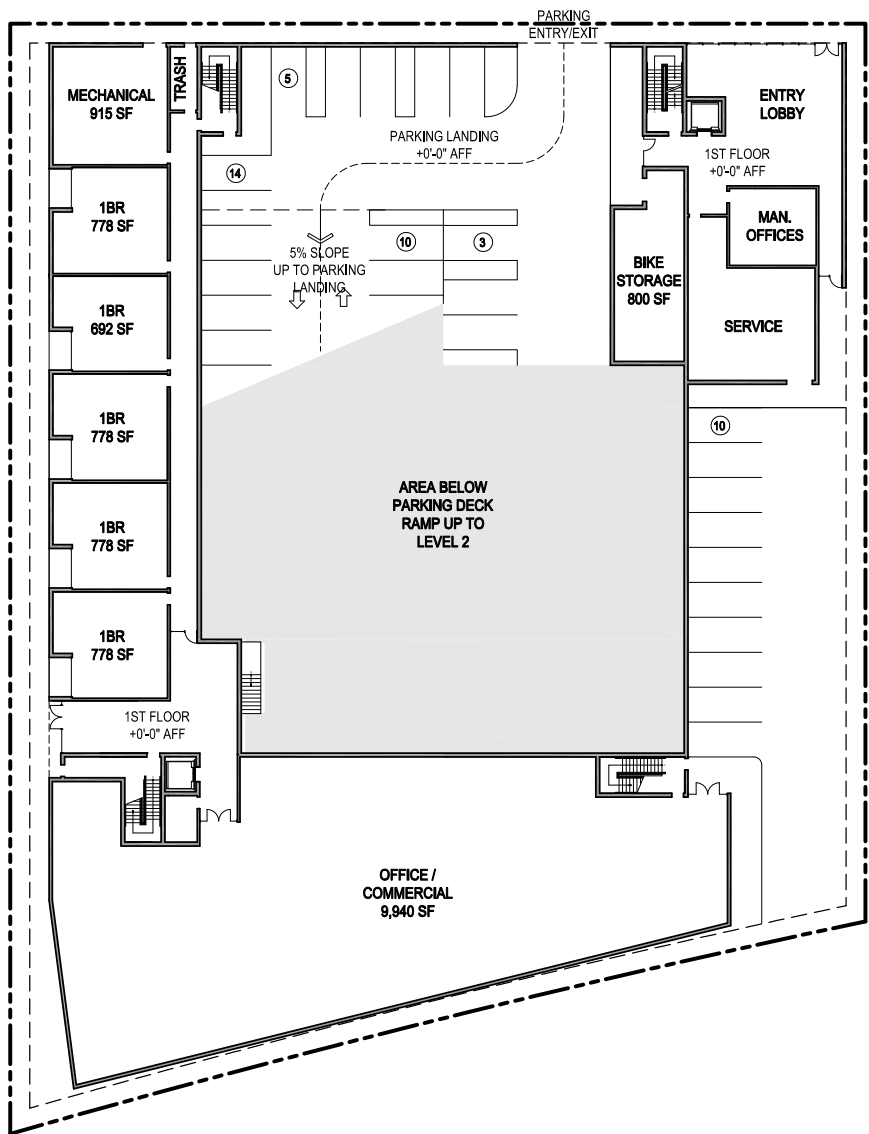 PARKING
ENTRY/EXIT
MECHANICAL
915 SF
TRASH
5
ENTRY
LOBBY
PARKING LANDING
+0'-0" AFF
1ST FLOOR
+0'-0" AFF
14
1BR
778 SF
MAN.
OFFICES
10
3
5% SLOPE
UP TO PARKING
LANDING
BIKE
STORAGE
800 SF
1BR
692 SF
SERVICE
1BR
778 SF
10
AREA BELOW
PARKING DECK
RAMP UP TO
LEVEL 2
1BR
778 SF
1BR
778 SF
1ST FLOOR
+0'-0" AFF
OFFICE /
COMMERCIAL
9,940 SF